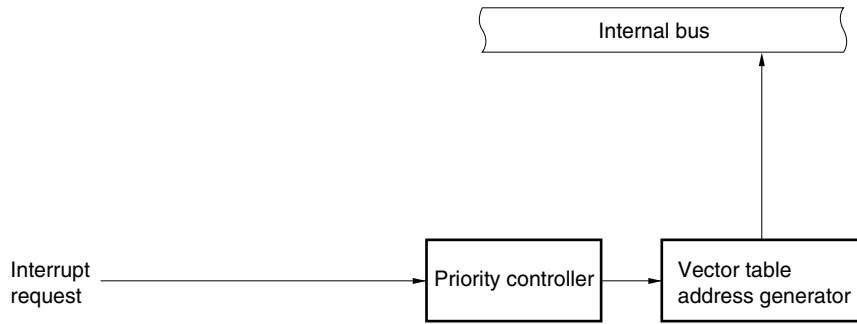 Internal bus
Interrupt
request
Priority controller
Vector table
address generator